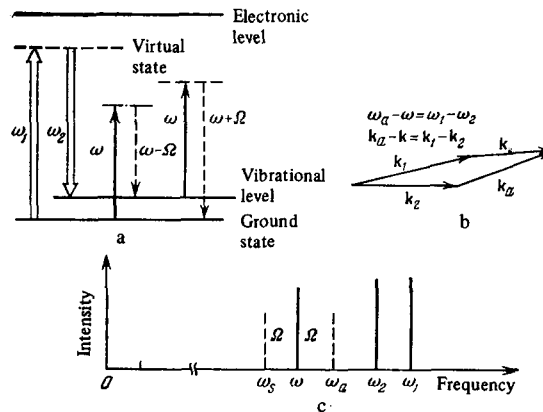 Electronic
level
Virtual
state
ω₁
ω₂
ω
ω-Ω
ω
ω+Ω
Vibrational
level
Ground
state
a
ωₐ-ω=ω₁-ω₂
kₐ-k=k₁-k₂
k₁
k₂
kₐ
b
Intensity
0
Ω
Ω
ωₛ
ω
ωₐ
ω₂
ω₁
Frequency
c